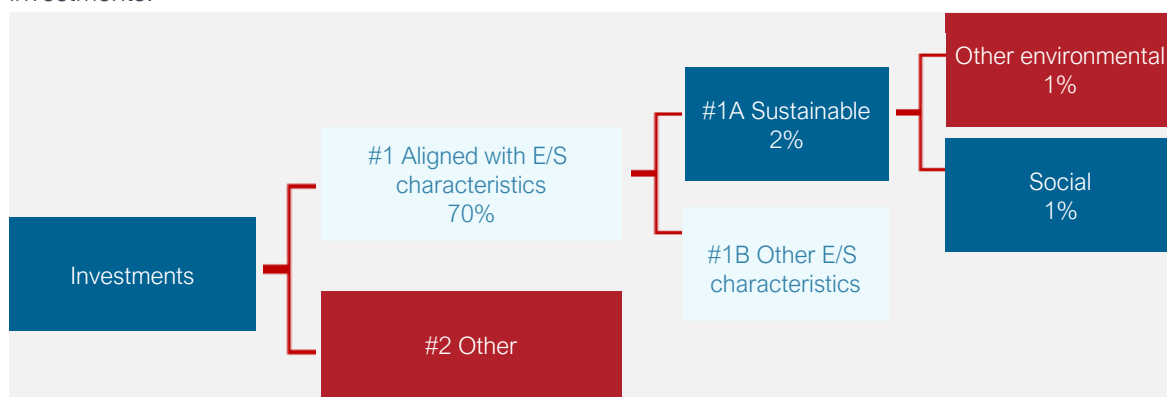 investments.
Other environmental
1%
#1A Sustainable
2%
#1 Aligned with E/S
characteristics
70%
Social
1%
#1B Other E/S
characteristics
Investments
#2 Other